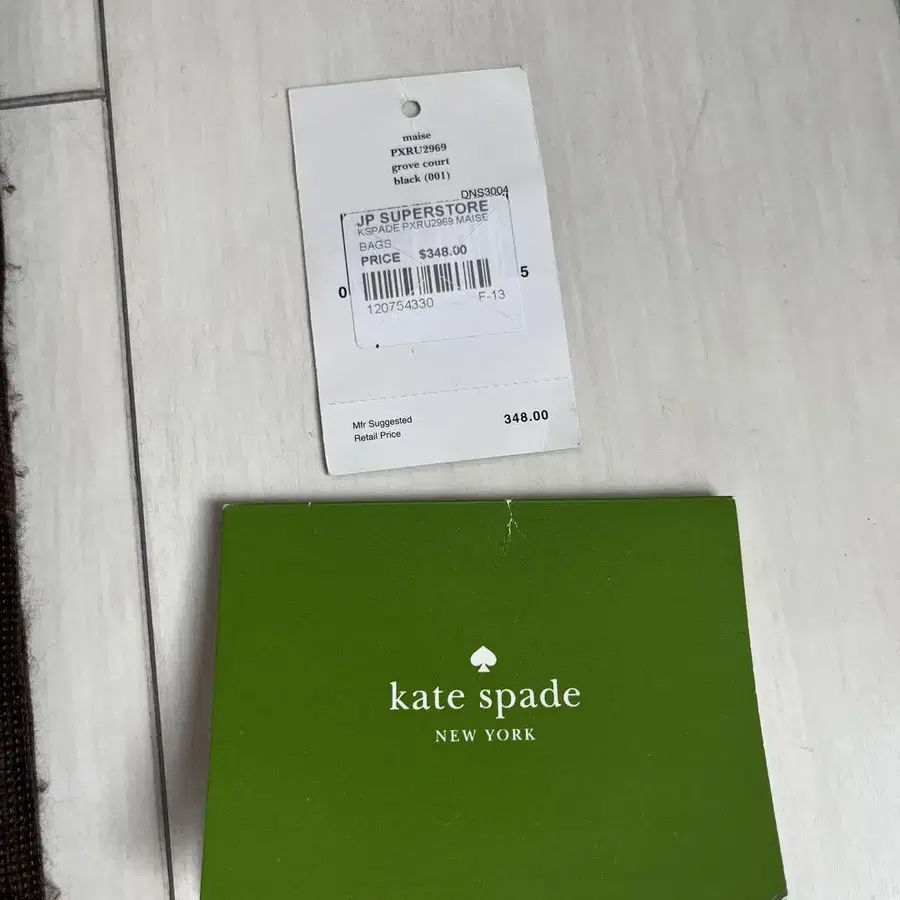 maise
PXRU2969
grove court
black (001)
DNS3004
JP SUPERSTORE
KSPADE PXRU2969 MAISE
BAGS
PRICE $348.00
0 5
120754330 F-13
Mfr Suggested
Retail Price 348.00
kate spade
NEW YORK